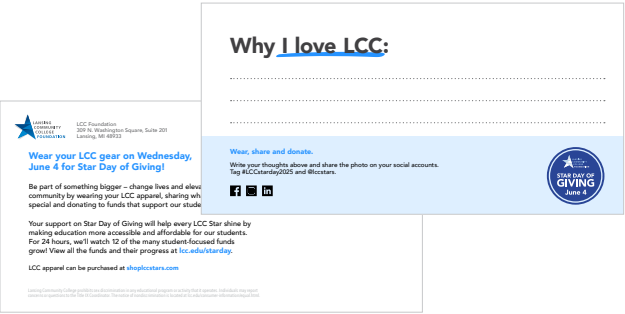 Why I love LCC:
Wear, share and donate.
Write your thoughts above and share the photo on your social accounts.
Tag #LCCstarday2025 and @lccstars.
STAR DAY OF
GIVING
June 4
LANSING
COMMUNITY
COLLEGE
FOUNDATION
LCC Foundation
309 N. Washington Square, Suite 201
Lansing, MI 48933
Wear your LCC gear on Wednesday,
June 4 for Star Day of Giving!
Be part of something bigger – change lives and eleva
community by wearing your LCC apparel, sharing wha
special and donating to funds that support our stude
Your support on Star Day of Giving will help every LCC Star shine by
making education more accessible and affordable for our students.
For 24 hours, we'll watch 12 of the many student-focused funds
grow! View all the funds and their progress at lcc.edu/starday.
LCC apparel can be purchased at shoplccstars.com